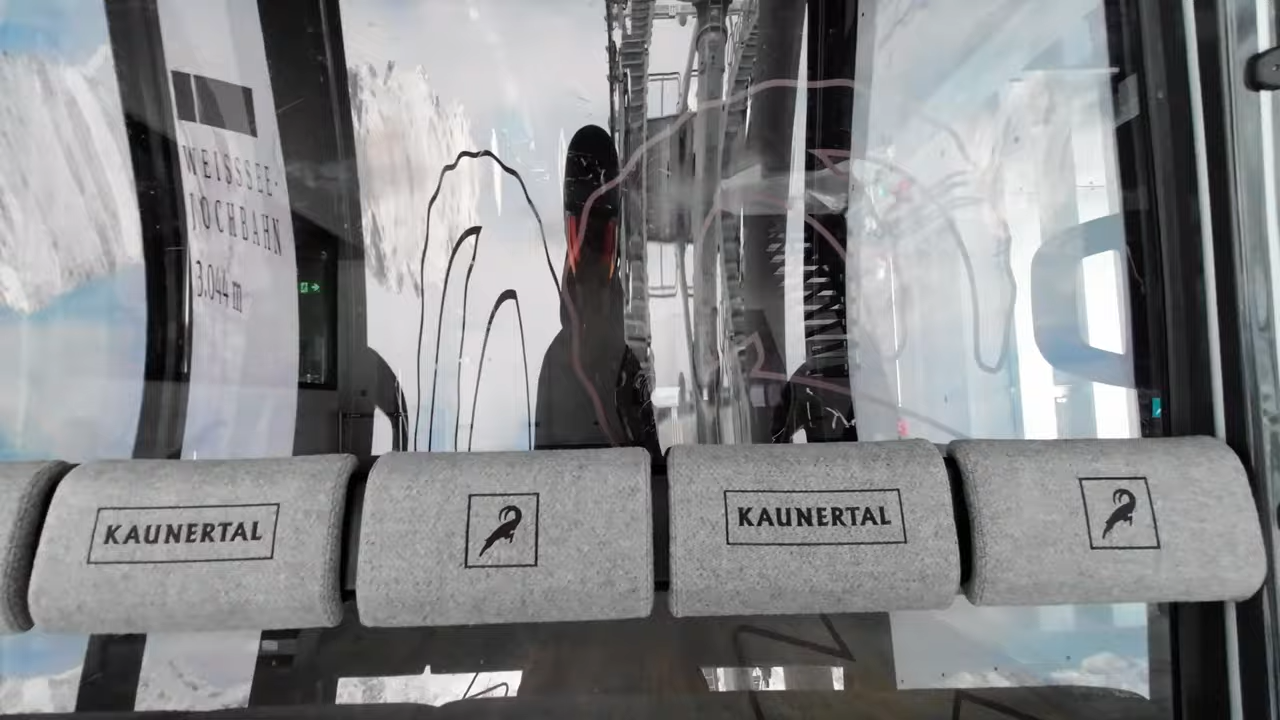 WEISSSEE-
JOCHBAHN
3.044 m
KAUNERTAL
KAUNERTAL